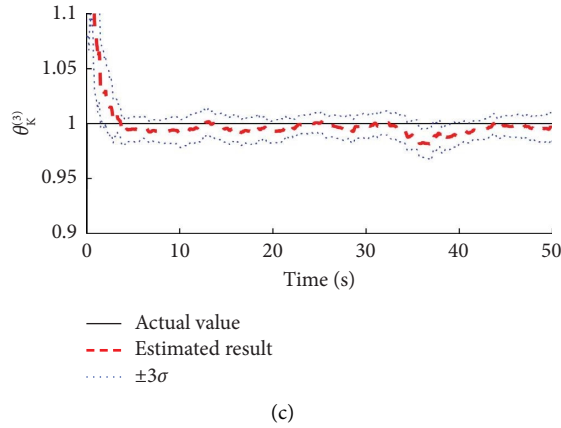 1.1
1.05
1
0.95
0.9
θ_K^(3)
0 10 20 30 40 50
Time (s)
Actual value
Estimated result
±3σ
(c)